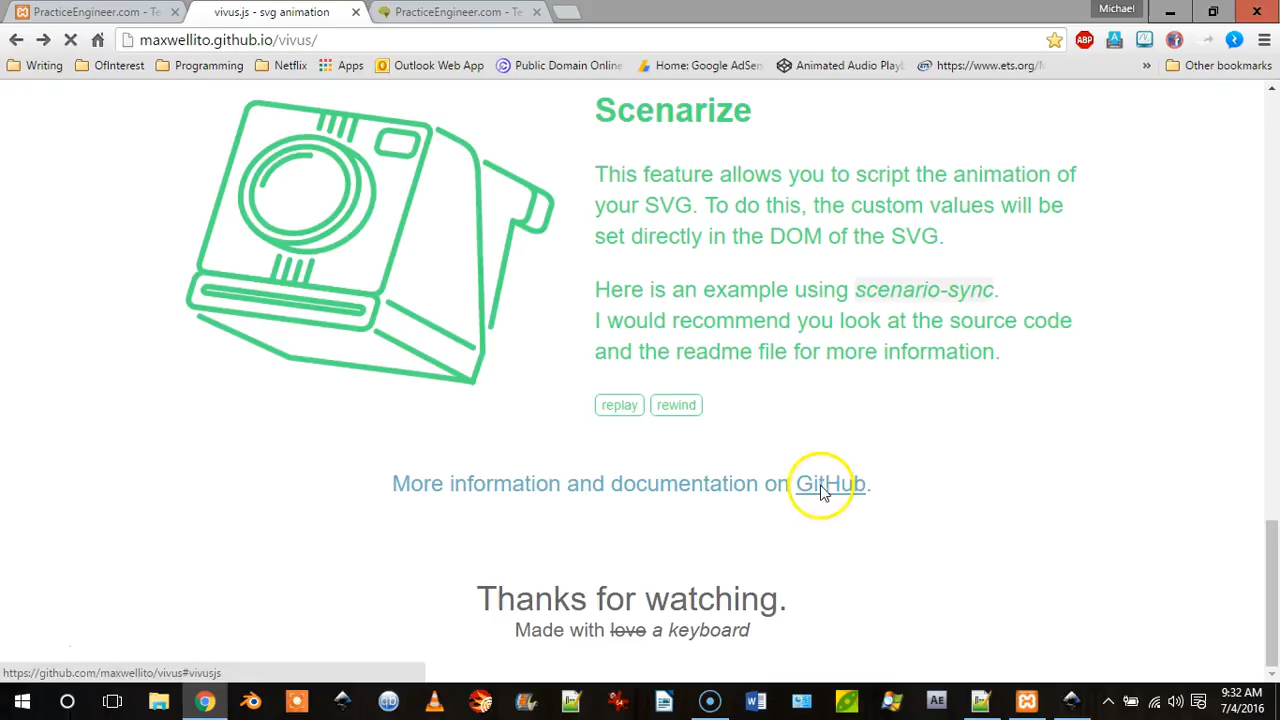 PracticeEngineer.com - Te
vivus.js - svg animation
PracticeEngineer.com - Te
Michael
maxwellito.github.io/vivus/
ABP
Writing
OfInterest
Programming
Netflix
Apps
Outlook Web App
Public Domain Online
Home: Google AdSen
Animated Audio Play
https://www.ets.org/
Other bookmarks
Scenarize
This feature allows you to script the animation of
your SVG. To do this, the custom values will be
set directly in the DOM of the SVG.
Here is an example using scenario-sync.
I would recommend you look at the source code
and the readme file for more information.
replay rewind
More information and documentation on GitHub.
Thanks for watching.
Made with love a keyboard
https://github.com/maxwellito/vivus#vivusjs
AE
9:32 AM
7/4/2016